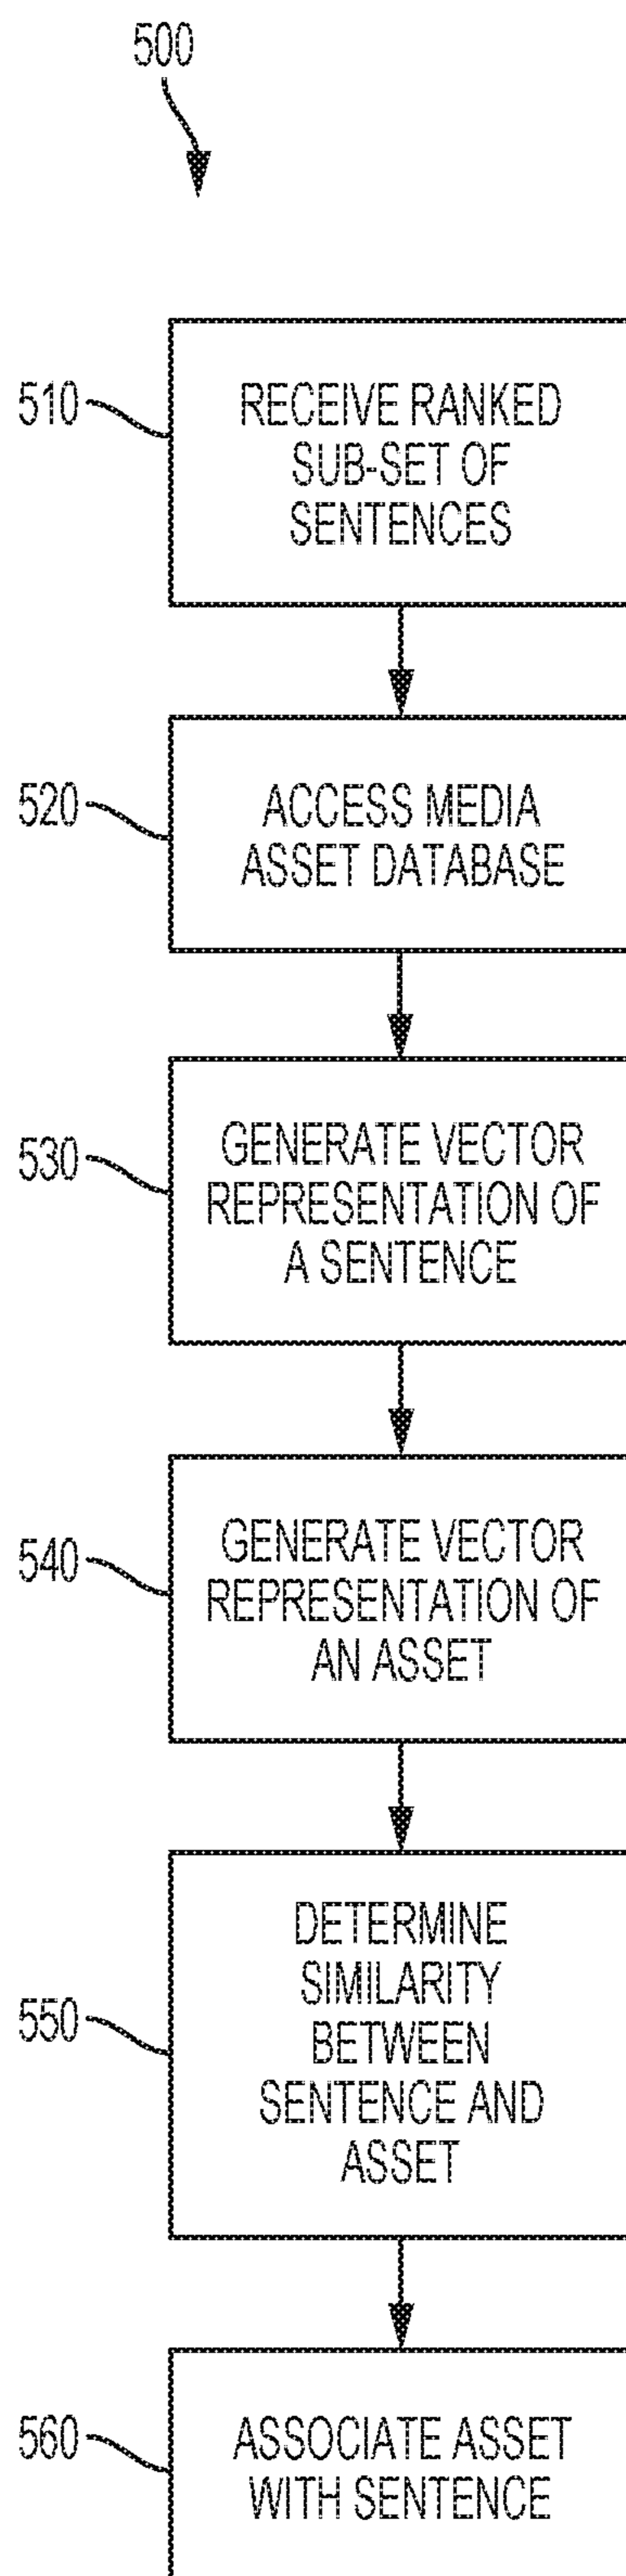 500
510
RECEIVE RANKED
SUB-SET OF
SENTENCES
520
ACCESS MEDIA
ASSET DATABASE
530
GENERATE VECTOR
REPRESENTATION OF
A SENTENCE
540
GENERATE VECTOR
REPRESENTATION OF
AN ASSET
550
DETERMINE
SIMILARITY
BETWEEN
SENTENCE AND
ASSET
560
ASSOCIATE ASSET
WITH SENTENCE